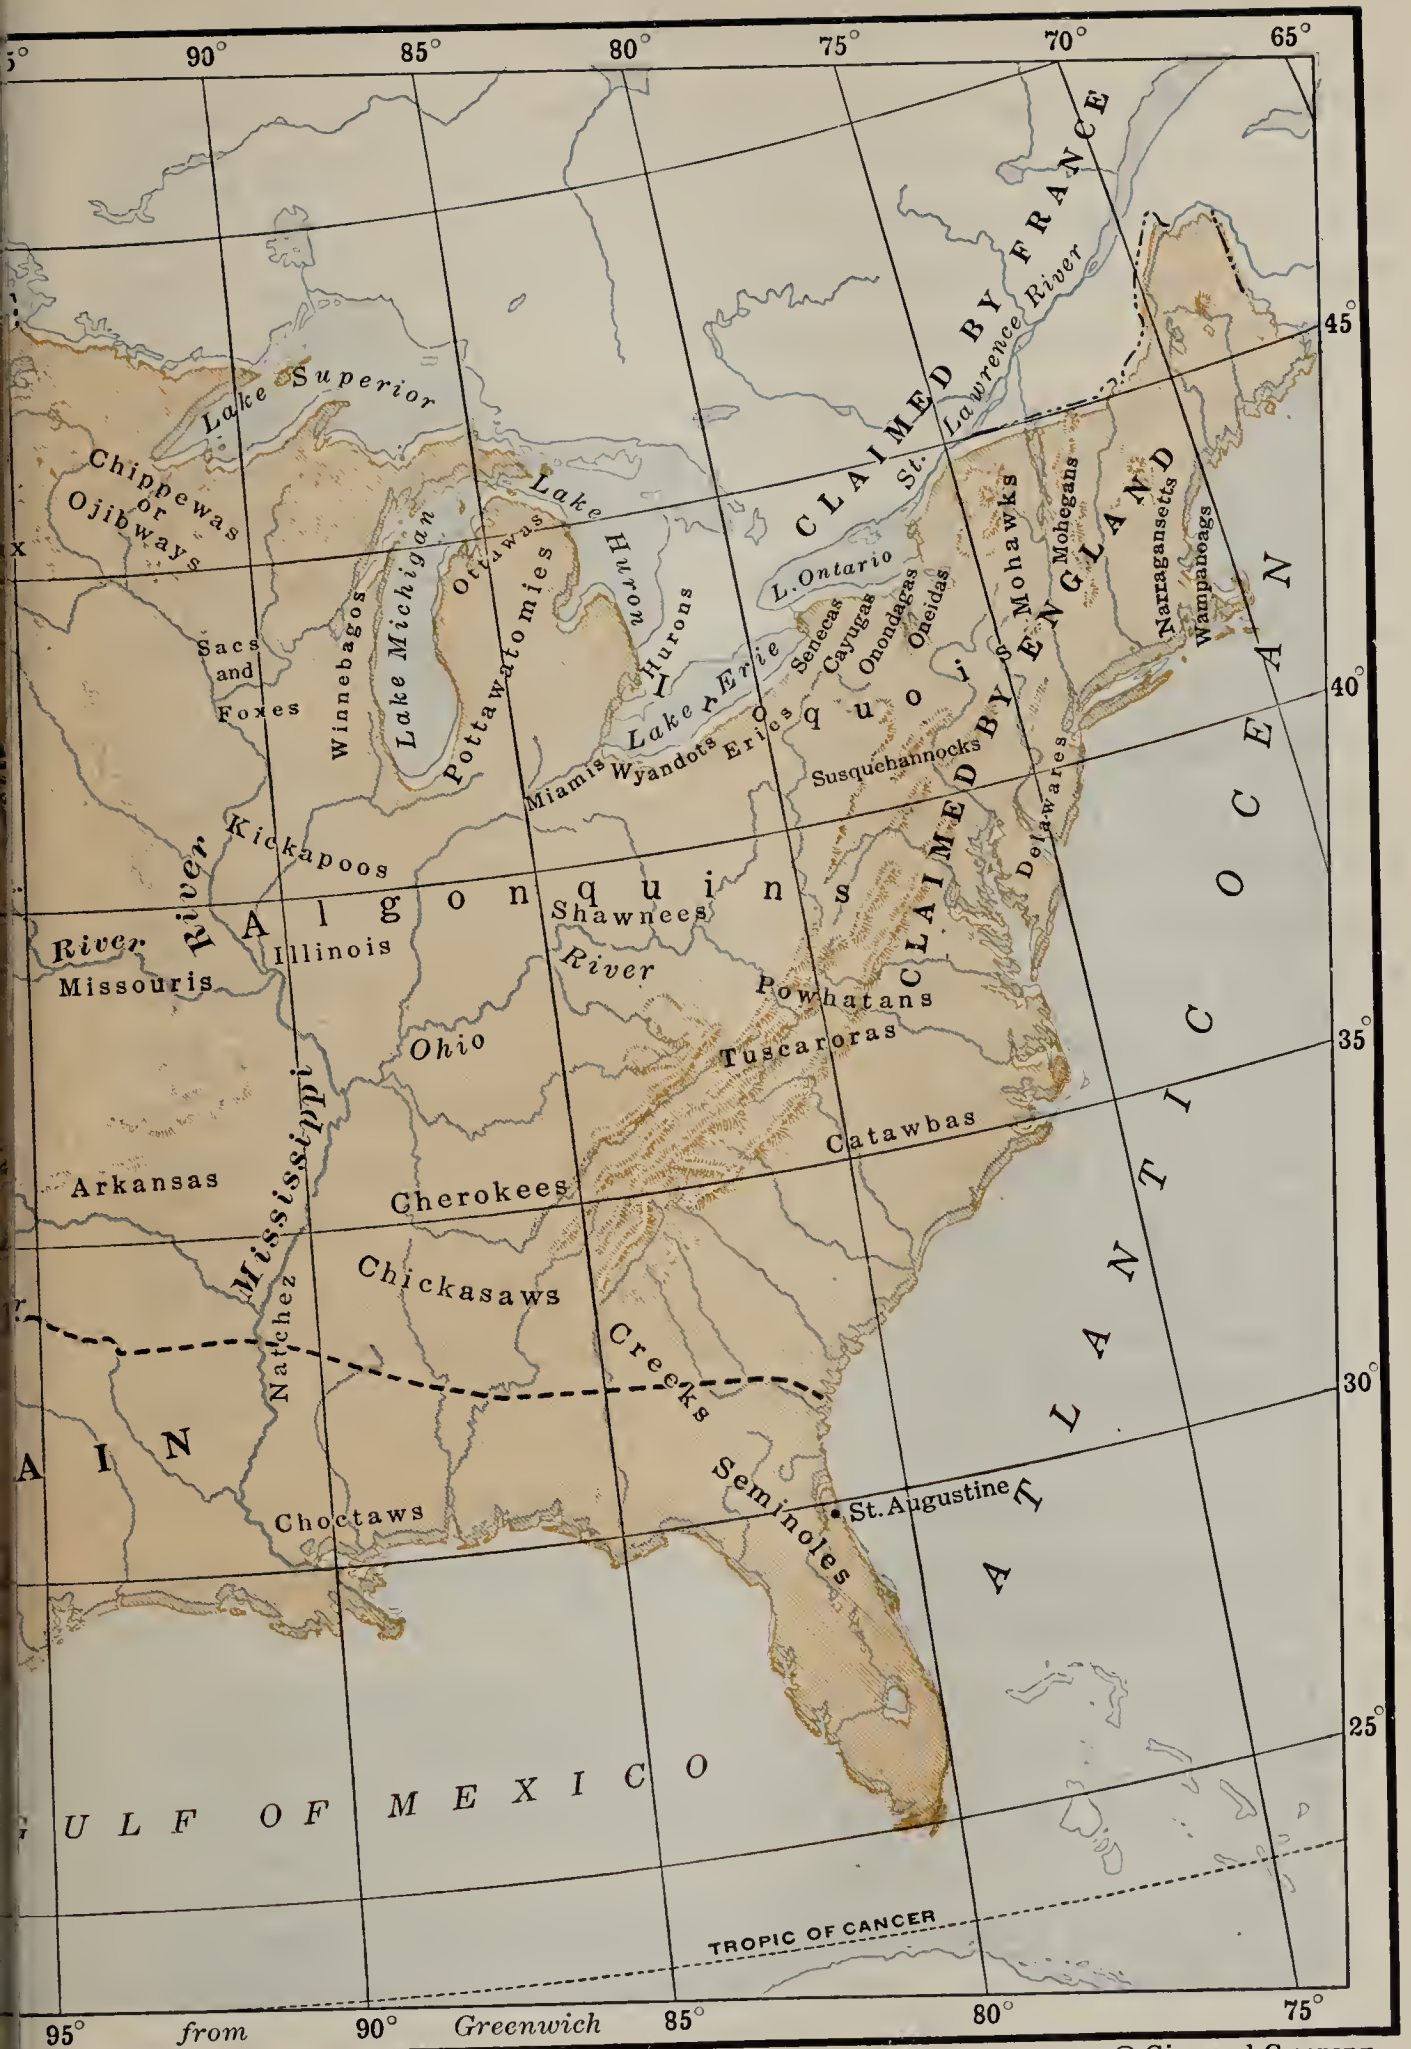 90°
85°
80°
75°
70°
65°
CLAIMED BY FRANCE
St. Lawrence River
45°
Lake Superior
Chippewas
or
Ojibways
Lake Huron
Lake Michigan
Ottawas
Pottawatomies
Hurons
L. Ontario
Mohawks
Mohegans
Narragansetts
Wampanoags
CLAIMED BY ENGLAND
Senecas
Cayugas
Onondagas
Oneidas
Sacs
and
Foxes
Winnebagos
Lake Erie
Iroquois
40°
Miamis
Wyandots
Eries
Susquehannocks
Delawares
Kickapoos
River
Algonquins
Shawnees
River
Illinois
River
Missouris
Powhatans
Ohio
Tuscaroras
35°
Mississippi
Catawbas
Arkansas
Cherokees
Chickasaws
Natchez
Creeks
30°
AIN
Seminoles
St. Augustine
Choctaws
ATLANTIC OCEAN
25°
GULF OF MEXICO
TROPIC OF CANCER
95°
from
90°
Greenwich
85°
80°
75°